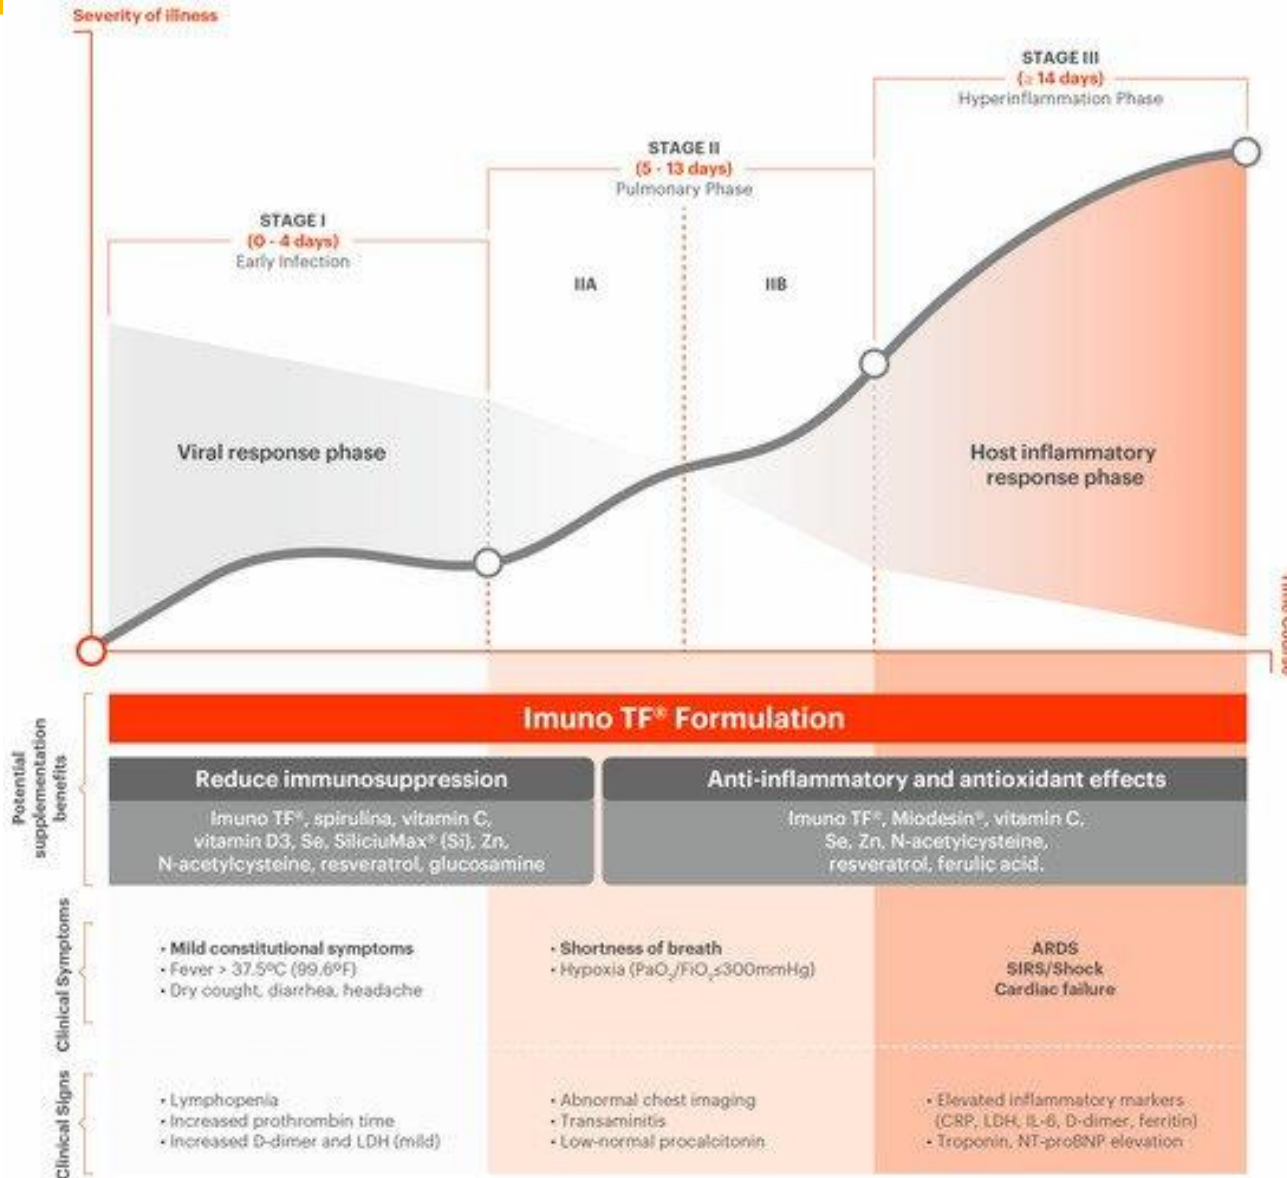 Severity of illness
STAGE III
(≥ 14 days)
Hyperinflammation Phase
STAGE II
(5 - 13 days)
Pulmonary Phase
STAGE I
(0 - 4 days)
Early Infection
IIA
IIB
Viral response phase
Host inflammatory
response phase
Potential
supplementation
benefits
Imuno TF® Formulation
Reduce immunosuppression
Imuno TF®, spirulina, vitamin C,
vitamin D3, Se, SiliciuMax® (Si), Zn,
N-acetylcysteine, resveratrol, glucosamine
Anti-inflammatory and antioxidant effects
Imuno TF®, Miodesin®, vitamin C,
Se, Zn, N-acetylcysteine,
resveratrol, ferulic acid.
Clinical Symptoms
• Mild constitutional symptoms
• Fever > 37.5ºC (99.6ºF)
• Dry cought, diarrhea, headache
• Shortness of breath
• Hypoxia (PaO₂/FiO₂≤300mmHg)
ARDS
SIRS/Shock
Cardiac failure
Clinical Signs
• Lymphopenia
• Increased prothrombin time
• Increased D-dimer and LDH (mild)
• Abnormal chest imaging
• Transaminitis
• Low-normal procalcitonin
• Elevated inflammatory markers
(CRP, LDH, IL-6, D-dimer, ferritin)
• Troponin, NT-proBNP elevation